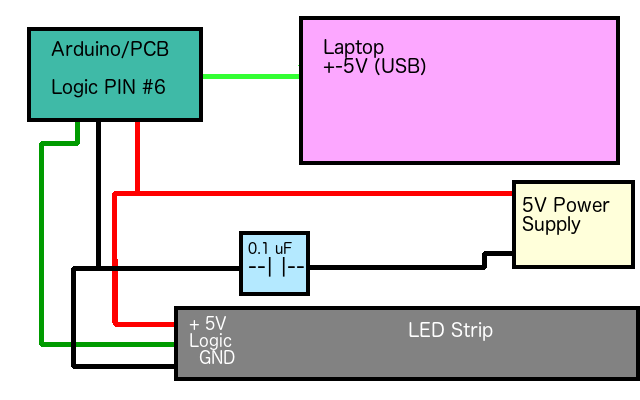 Arduino/PCB
Logic PIN #6
Laptop
+-5V (USB)
5V Power
Supply
0.1 uF
--| |--
+ 5V
Logic
GND
LED Strip